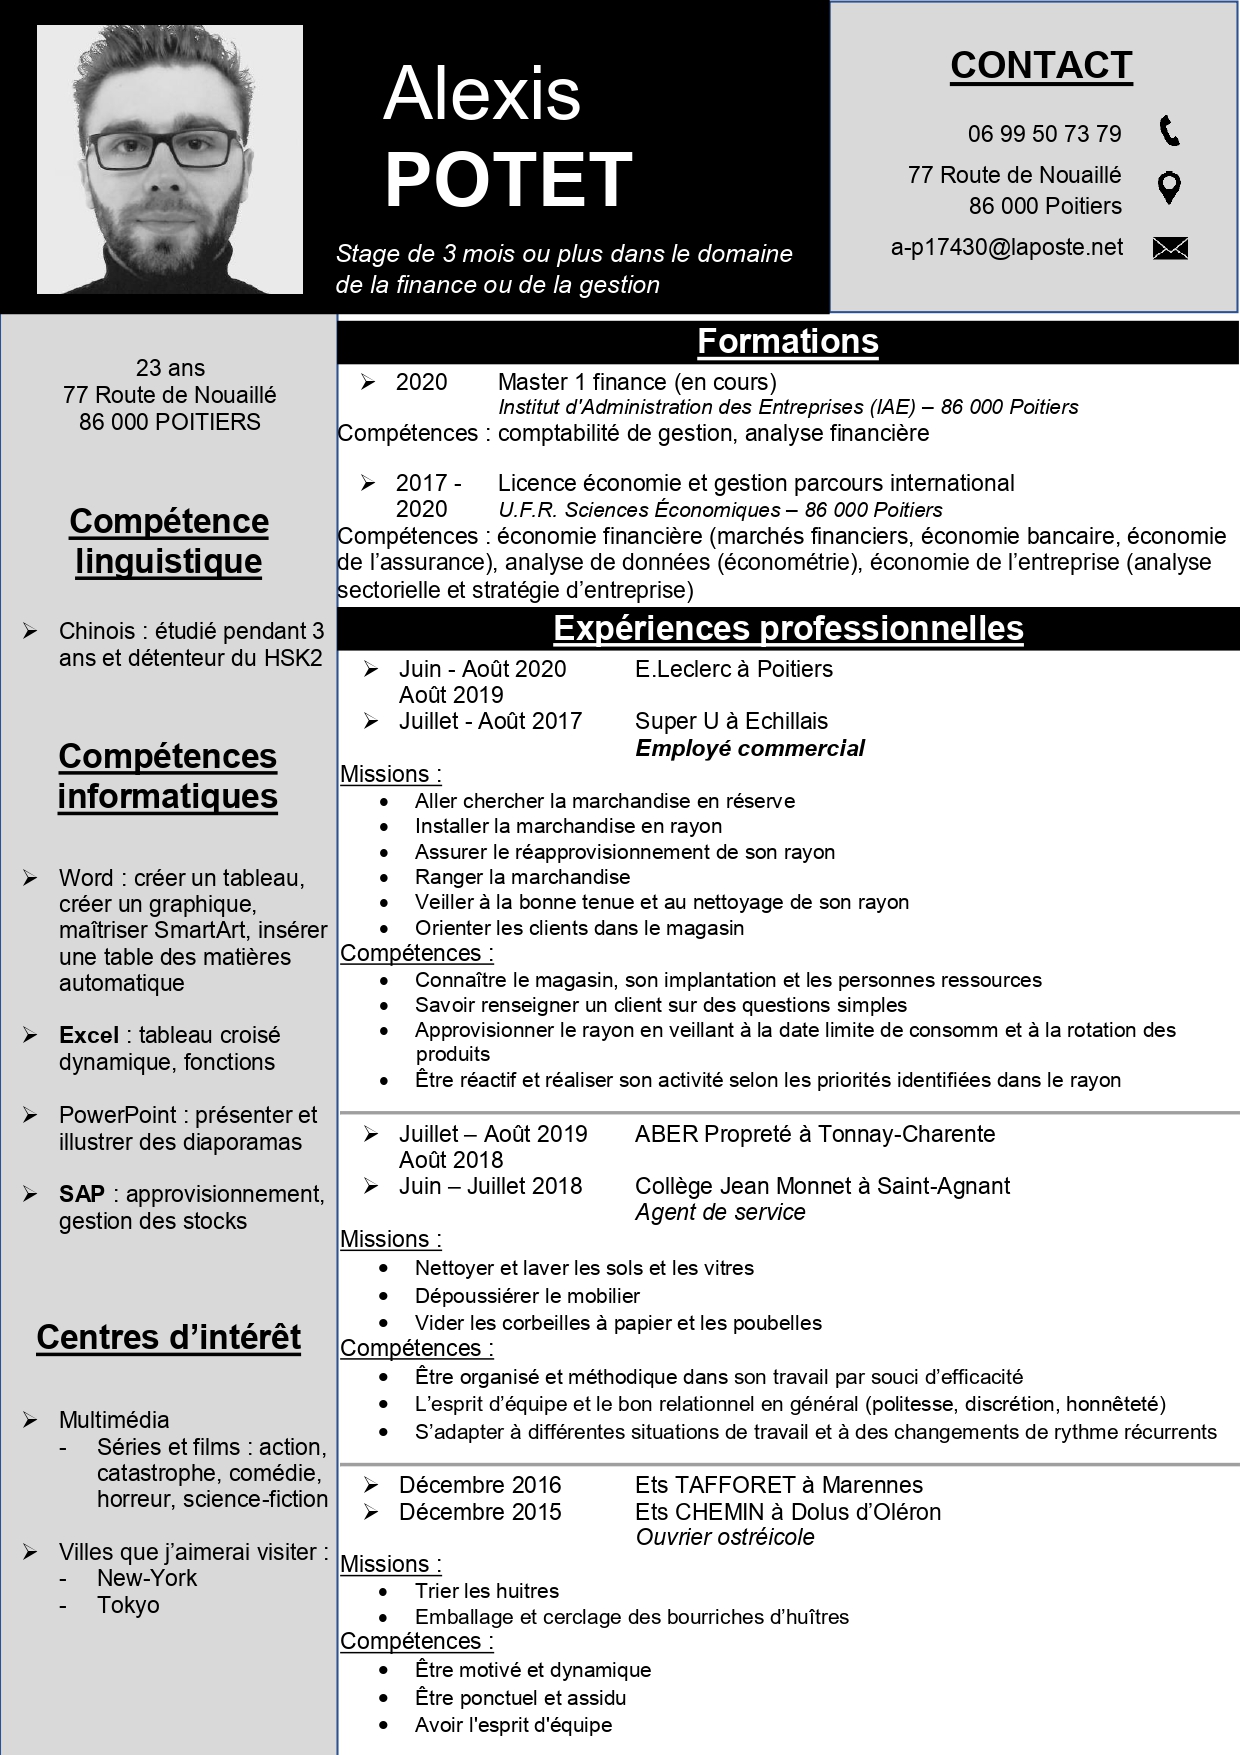 Alexis
POTET
Stage de 3 mois ou plus dans le domaine
de la finance ou de la gestion
CONTACT
06 99 50 73 79
77 Route de Nouaillé
86 000 Poitiers
a-p17430@laposte.net
23 ans
77 Route de Nouaillé
86 000 POITIERS
Compétence
linguistique
Chinois : étudié pendant 3
ans et détenteur du HSK2
Compétences
informatiques
Word : créer un tableau,
créer un graphique,
maîtriser SmartArt, insérer
une table des matières
automatique
Excel : tableau croisé
dynamique, fonctions
PowerPoint : présenter et
illustrer des diaporamas
SAP : approvisionnement,
gestion des stocks
Centres d’intérêt
Multimédia
- Séries et films : action,
catastrophe, comédie,
horreur, science-fiction
Villes que j’aimerai visiter :
- New-York
- Tokyo
Formations
2020 Master 1 finance (en cours)
Institut d'Administration des Entreprises (IAE) – 86 000 Poitiers
Compétences : comptabilité de gestion, analyse financière
2017 - Licence économie et gestion parcours international
2020 U.F.R. Sciences Économiques – 86 000 Poitiers
Compétences : économie financière (marchés financiers, économie bancaire, économie
de l’assurance), analyse de données (économétrie), économie de l’entreprise (analyse
sectorielle et stratégie d’entreprise)
Expériences professionnelles
Juin - Août 2020 E.Leclerc à Poitiers
Août 2019
Juillet - Août 2017 Super U à Echillais
Employé commercial
Missions :
• Aller chercher la marchandise en réserve
• Installer la marchandise en rayon
• Assurer le réapprovisionnement de son rayon
• Ranger la marchandise
• Veiller à la bonne tenue et au nettoyage de son rayon
• Orienter les clients dans le magasin
Compétences :
• Connaître le magasin, son implantation et les personnes ressources
• Savoir renseigner un client sur des questions simples
• Approvisionner le rayon en veillant à la date limite de consomm et à la rotation des
produits
• Être réactif et réaliser son activité selon les priorités identifiées dans le rayon
Juillet – Août 2019 ABER Propreté à Tonnay-Charente
Août 2018
Juin – Juillet 2018 Collège Jean Monnet à Saint-Agnant
Agent de service
Missions :
• Nettoyer et laver les sols et les vitres
• Dépoussiérer le mobilier
• Vider les corbeilles à papier et les poubelles
Compétences :
• Être organisé et méthodique dans son travail par souci d’efficacité
• L’esprit d’équipe et le bon relationnel en général (politesse, discrétion, honnêteté)
• S’adapter à différentes situations de travail et à des changements de rythme récurrents
Décembre 2016 Ets TAFFORET à Marennes
Décembre 2015 Ets CHEMIN à Dolus d’Oléron
Ouvrier ostréicole
Missions :
• Trier les huitres
• Emballage et cerclage des bourriches d’huîtres
Compétences :
• Être motivé et dynamique
• Être ponctuel et assidu
• Avoir l'esprit d'équipe